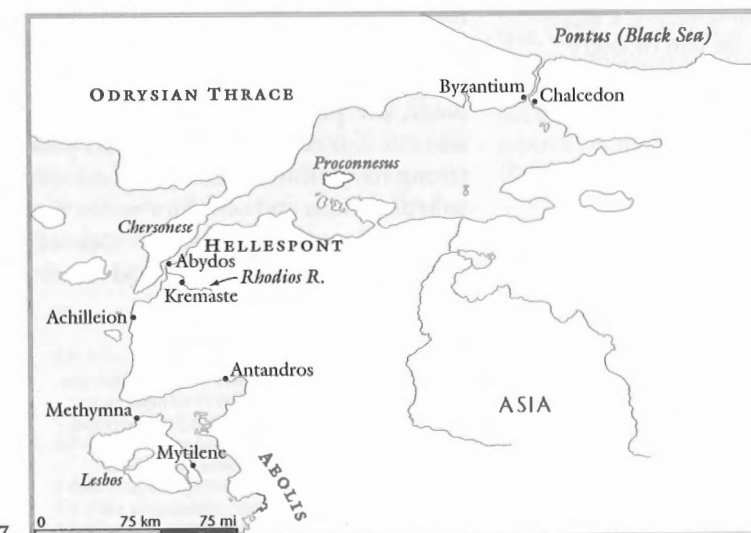 Pontus (Black Sea)
Byzantium
Chalcedon
ODRYSIAN THRACE
Proconnesus
Chersonese
HELLESPONT
Abydos
Rhodios R.
Kremaste
Achilleion
Antandros
ASIA
Methymna
Mytilene
Lesbos
AEOLIS
0 75 km 75 mi
7